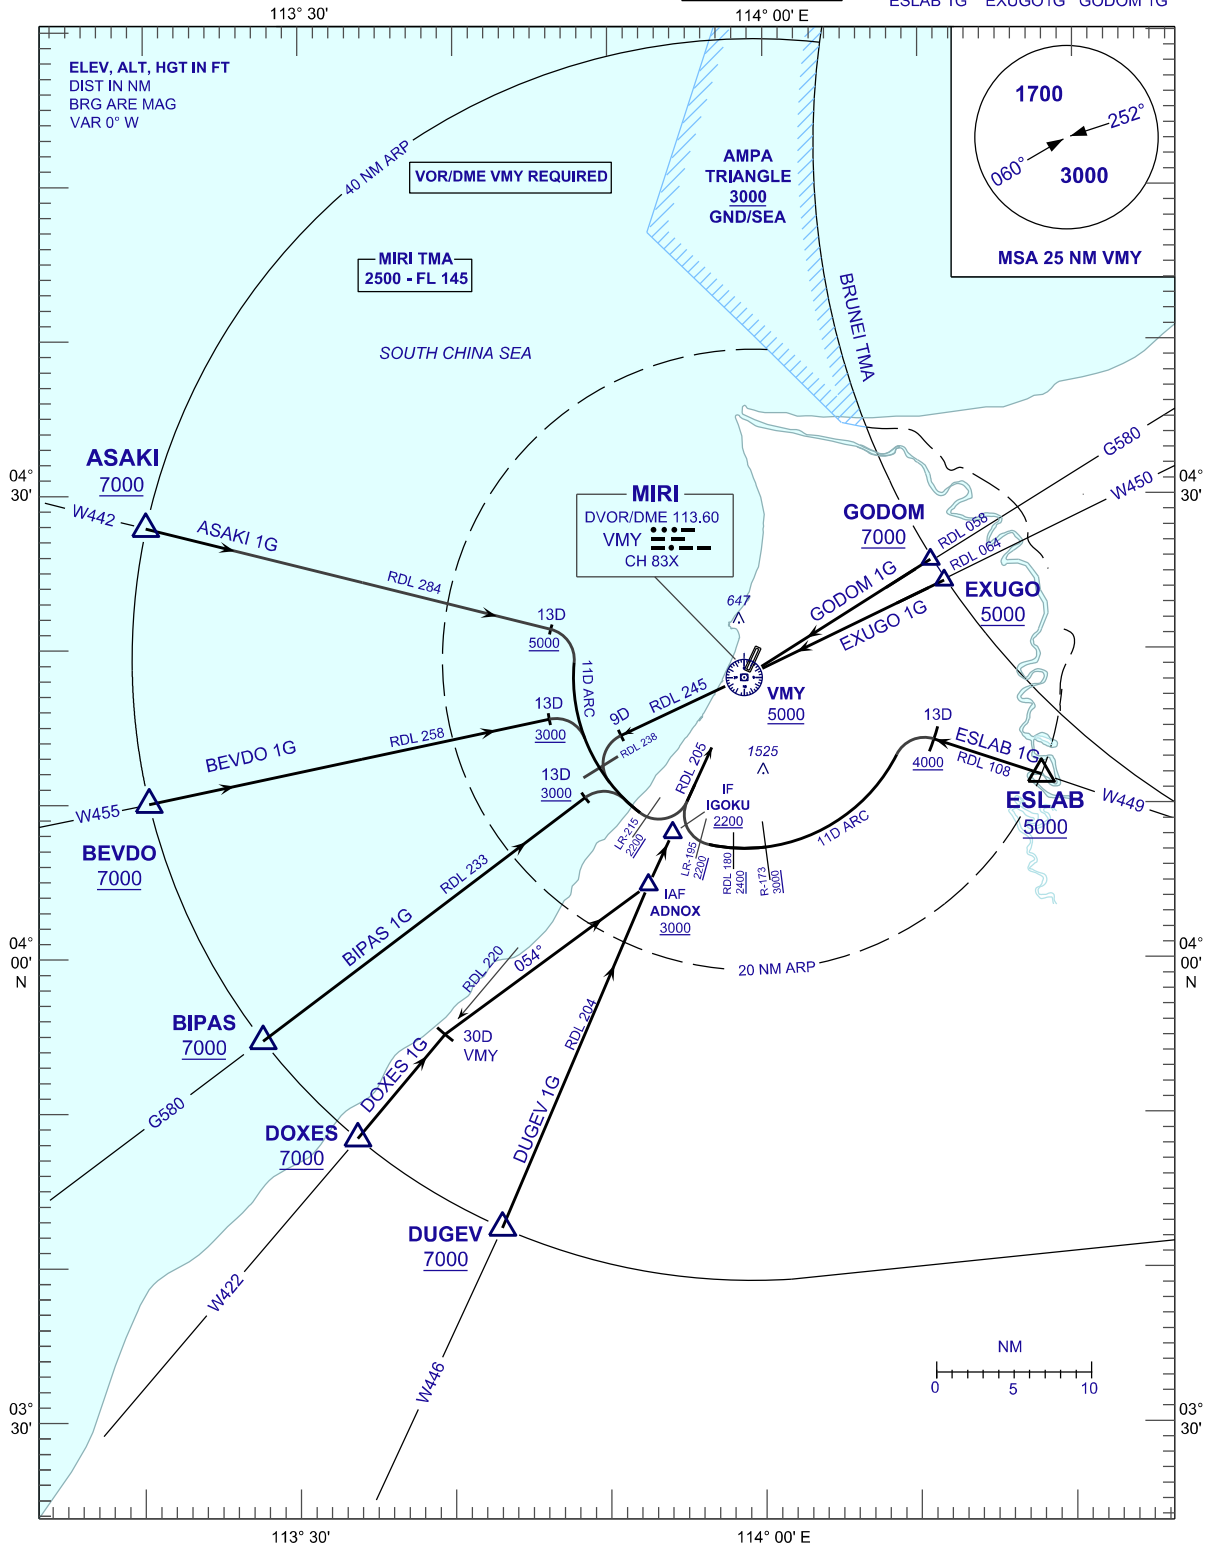 ESLAB 1G EXUGO1G GODOM 1G
113° 30'
114° 00' E
ELEV, ALT, HGT IN FT
DIST IN NM
BRG ARE MAG
VAR 0° W
40 NM ARP
VOR/DME VMY REQUIRED
AMPA
TRIANGLE
3000
GND/SEA
1700
252°
060°
3000
MSA 25 NM VMY
MIRI TMA
2500 - FL 145
BRUNEI TMA
SOUTH CHINA SEA
G580
W450
ASAKI
7000
04°
30'
04°
30'
W442
ASAKI 1G
RDL 284
MIRI
DVOR/DME 113.60
VMY
CH 83X
GODOM
7000
RDL 058
RDL 064
GODOM 1G
EXUGO 1G
EXUGO
5000
647
13D
5000
11D ARC
VMY
5000
RDL 245
9D
RDL 238
13D
3000
BEVDO 1G
RDL 258
13D
3000
W455
BEVDO
7000
RDL 205
1525
13D
4000
ESLAB 1G
RDL 108
ESLAB
5000
W449
IF
IGOKU
2200
LR-215
2200
LR-195
2200
RDL 180
2400
R-173
3000
11D ARC
RDL 233
BIPAS 1G
IAF
ADNOX
3000
04°
00'
N
04°
00'
N
20 NM ARP
RDL 220
054°
BIPAS
7000
30D
VMY
RDL 204
G580
DOXES 1G
DOXES
7000
DUGEV 1G
DUGEV
7000
W422
W446
NM
0 5 10
03°
30'
03°
30'
113° 30'
114° 00' E